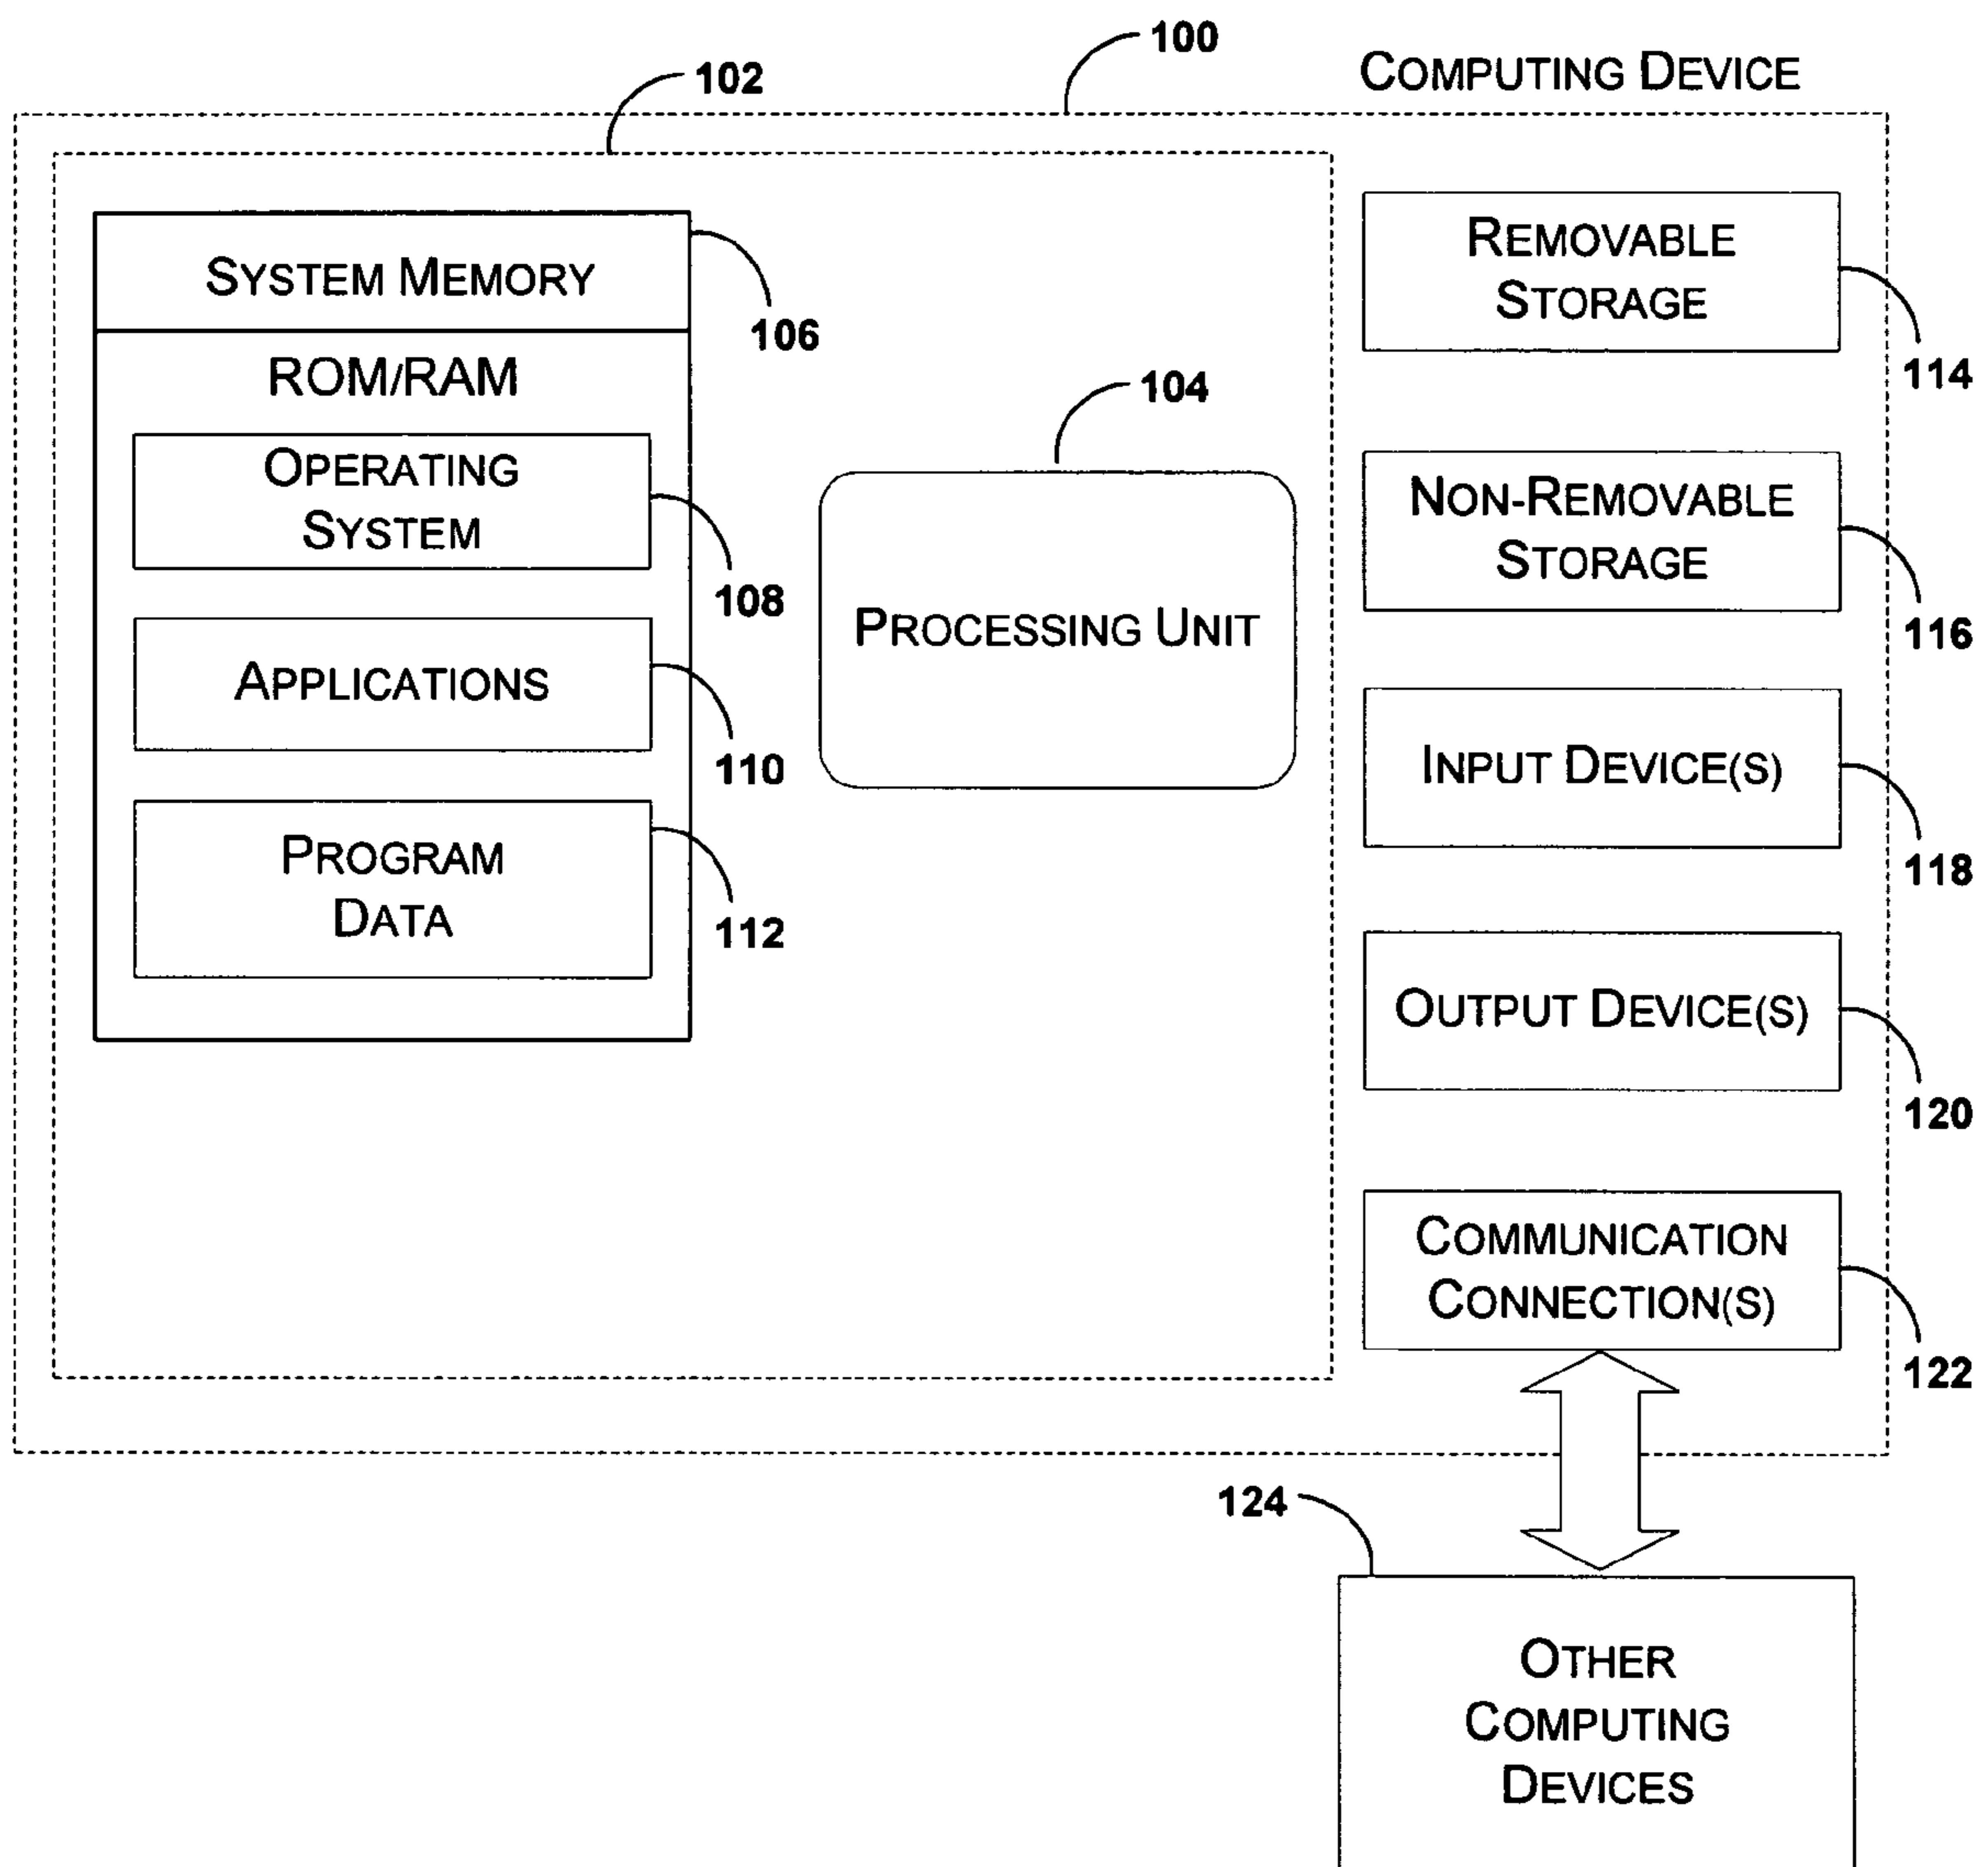 100
COMPUTING DEVICE
102
SYSTEM MEMORY
106
ROM/RAM
OPERATING
SYSTEM
108
APPLICATIONS
110
PROGRAM
DATA
112
104
PROCESSING UNIT
REMOVABLE
STORAGE
114
NON-REMOVABLE
STORAGE
116
INPUT DEVICE(S)
118
OUTPUT DEVICE(S)
120
COMMUNICATION
CONNECTION(S)
122
124
OTHER
COMPUTING
DEVICES